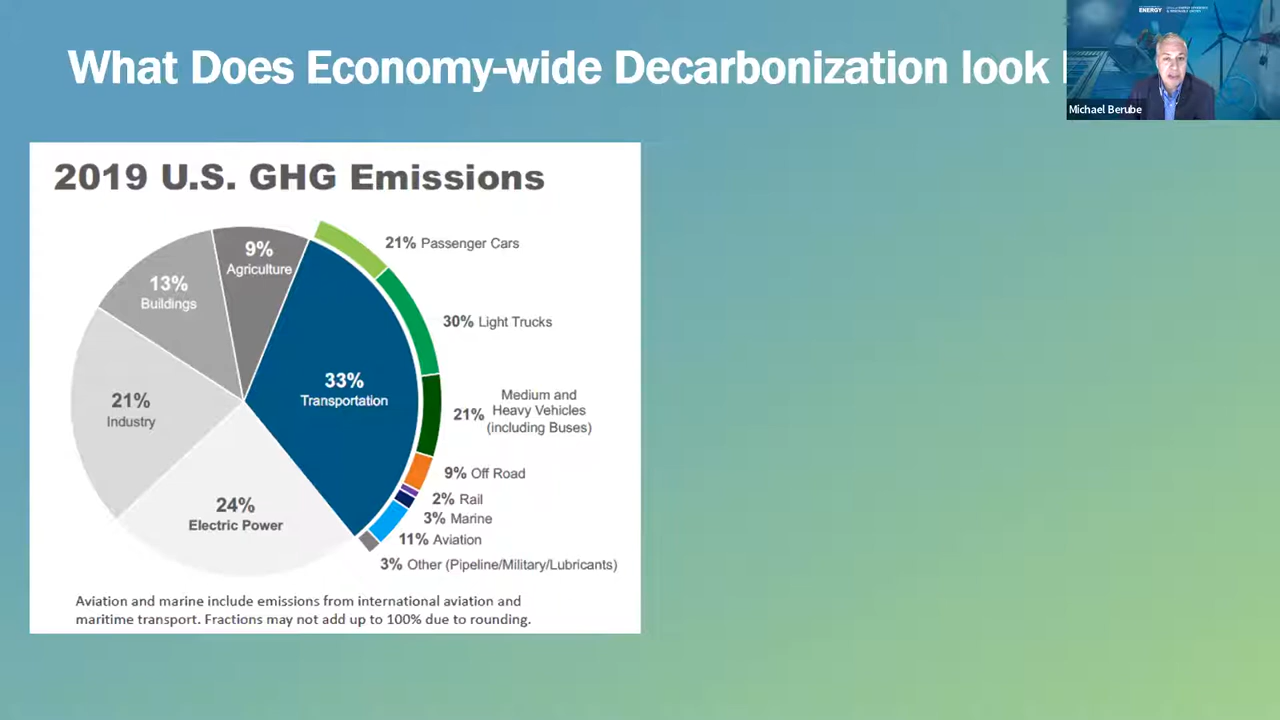 What Does Economy-wide Decarbonization look
ENERGY
Michael Berube
2019 U.S. GHG Emissions
9%
Agriculture
13%
Buildings
21%
Industry
24%
Electric Power
33%
Transportation
21% Passenger Cars
30% Light Trucks
21% Medium and
Heavy Vehicles
(including Buses)
9% Off Road
2% Rail
3% Marine
11% Aviation
3% Other (Pipeline/Military/Lubricants)
Aviation and marine include emissions from international aviation and
maritime transport. Fractions may not add up to 100% due to rounding.